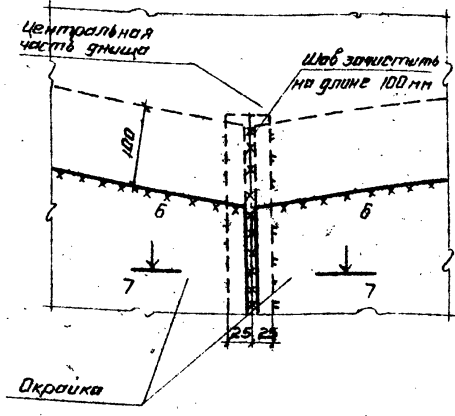 Центральная
часть днища
Шов зачистить
на длине 100 мм
100
6
6
7
7
25 25
Окрайка